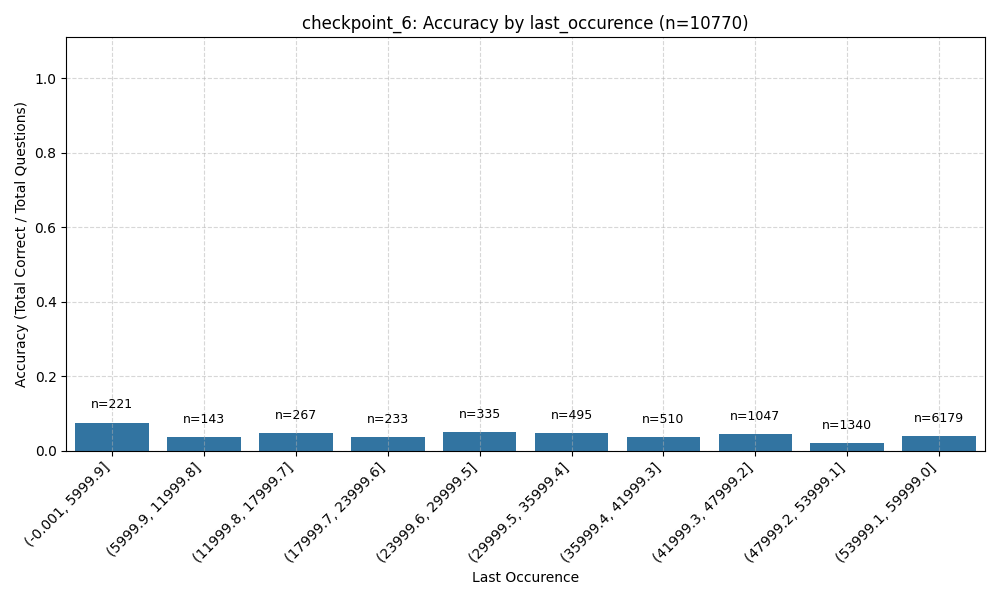 checkpoint_6: Accuracy by last_occurence (n=10770)
Accuracy (Total Correct / Total Questions)
1.0
0.8
0.6
0.4
0.2
0.0
n=221
n=143
n=267
n=233
n=335
n=495
n=510
n=1047
n=1340
n=6179
(-0.001, 5999.9]
(5999.9, 11999.8]
(11999.8, 17999.7]
(17999.7, 23999.6]
(23999.6, 29999.5]
(29999.5, 35999.4]
(35999.4, 41999.3]
(41999.3, 47999.2]
(47999.2, 53999.1]
(53999.1, 59999.0]
Last Occurence